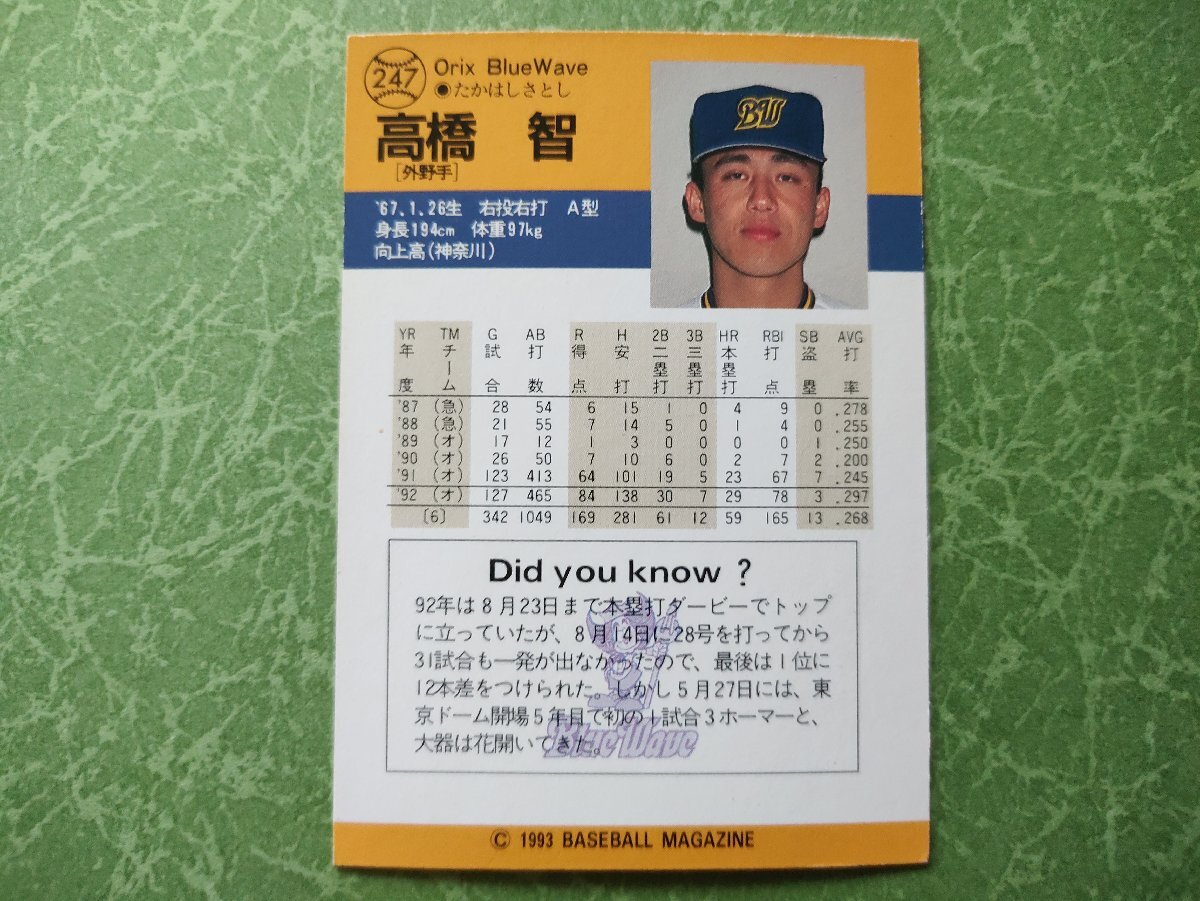 247
Orix BlueWave
●たかはしさとし
高橋 智
[外野手]
BW
'67.1.26生 右投右打 A型
身長194cm 体重97kg
向上高(神奈川)
YR TM G AB R H 2B 3B HR RBI SB AVG
年度 チーム 試合 打数 得点 安打 二塁打 三塁打 本塁打 打点 盗塁 打率
'87 (急) 28 54 6 15 1 0 4 9 0 .278
'88 (急) 21 55 7 14 5 0 1 4 0 .255
'89 (オ) 17 12 1 3 0 0 0 0 1 .250
'90 (オ) 26 50 7 10 6 0 2 7 2 .200
'91 (オ) 123 413 64 101 19 5 23 67 7 .245
'92 (オ) 127 465 84 138 30 7 29 78 3 .297
〔6〕 342 1049 169 281 61 12 59 165 13 .268
Did you know ?
92年は8月23日まで本塁打ダービーでトップ
に立っていたが、8月14日に28号を打ってから
31試合も一発が出なかったので、最後は1位に
12本差をつけられた。しかし5月27日には、東
京ドーム開場5年目で初の1試合3ホーマーと、
大器は花開いてきた。
Blue Wave
© 1993 BASEBALL MAGAZINE